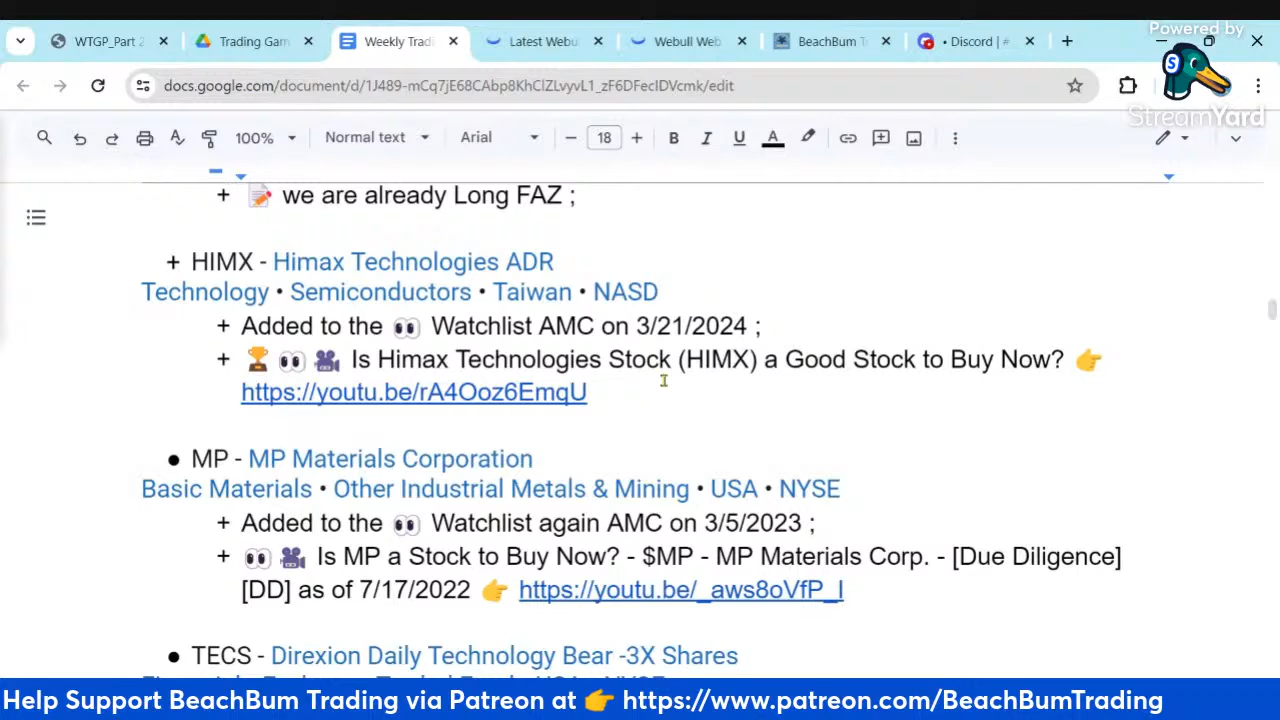 Powered by
StreamYard
WTGP_Part 2
Trading Gam
Weekly Tradi
Latest Webu
Webull Web
BeachBum T
• Discord | #
docs.google.com/document/d/1J489-mCq7jE68CAbp8KhClZLvyvL1_zF6DFecIDVcmk/edit
100% Normal text Arial 18 B I U A
+ 📝 we are already Long FAZ ;
+ HIMX - Himax Technologies ADR
Technology • Semiconductors • Taiwan • NASD
+ Added to the 👀 Watchlist AMC on 3/21/2024 ;
+ 🏆 👀 🎥 Is Himax Technologies Stock (HIMX) a Good Stock to Buy Now? 👉
https://youtu.be/rA4Ooz6EmqU
● MP - MP Materials Corporation
Basic Materials • Other Industrial Metals & Mining • USA • NYSE
+ Added to the 👀 Watchlist again AMC on 3/5/2023 ;
+ 👀 🎥 Is MP a Stock to Buy Now? - $MP - MP Materials Corp. - [Due Diligence]
[DD] as of 7/17/2022 👉 https://youtu.be/_aws8oVfP_I
● TECS - Direxion Daily Technology Bear -3X Shares
Help Support BeachBum Trading via Patreon at 👉 https://www.patreon.com/BeachBumTrading